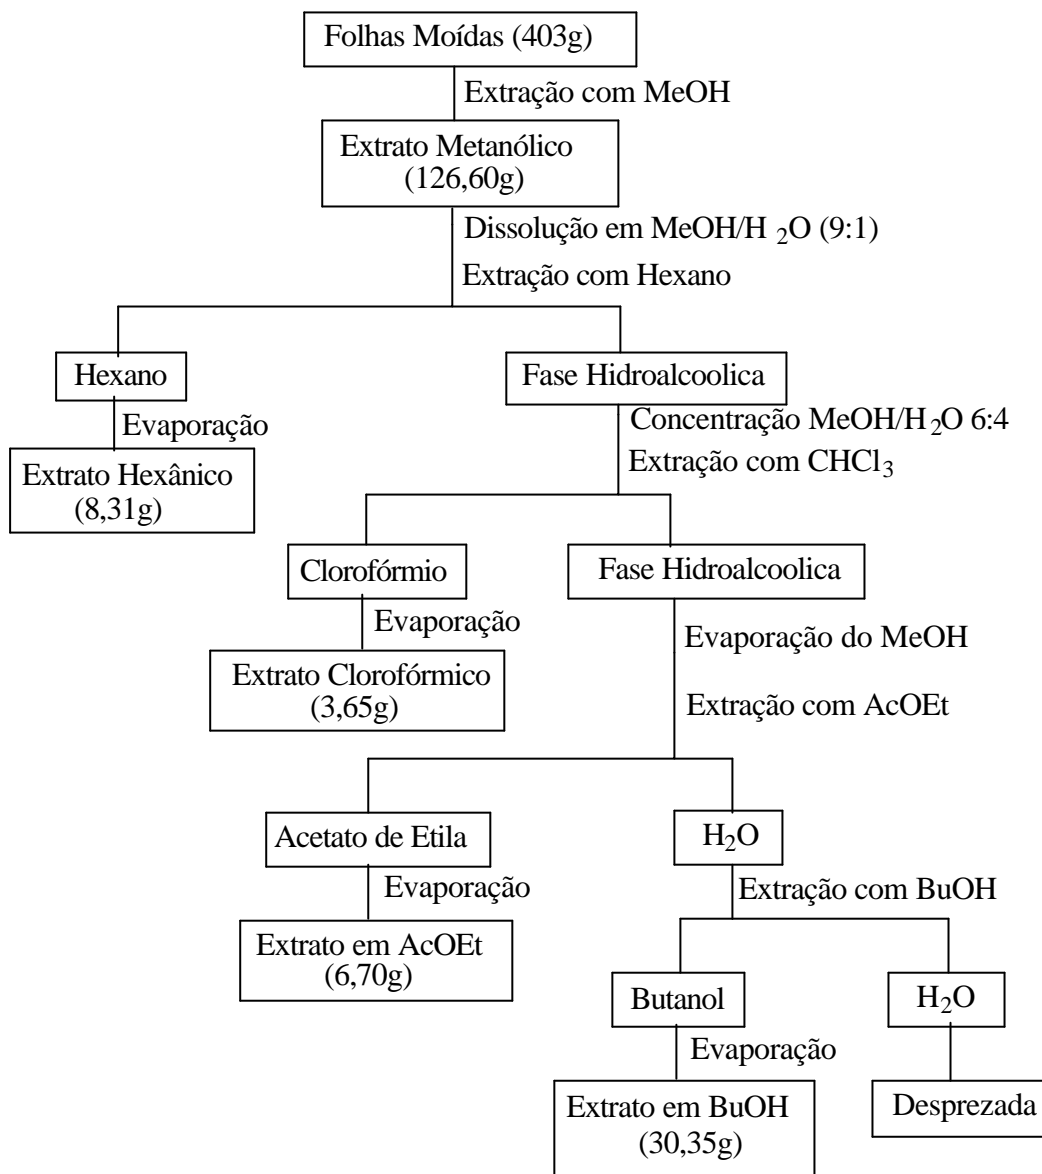 Folhas Moídas (403g)
Extração com MeOH
Extrato Metanólico
(126,60g)
Dissolução em MeOH/H 2O (9:1)
Extração com Hexano
Hexano
Fase Hidroalcoolica
Evaporação
Concentração MeOH/H2O 6:4
Extração com CHCl3
Extrato Hexânico
(8,31g)
Clorofórmio
Fase Hidroalcoolica
Evaporação
Evaporação do MeOH
Extrato Clorofórmico
(3,65g)
Extração com AcOEt
Acetato de Etila
H2O
Evaporação
Extração com BuOH
Extrato em AcOEt
(6,70g)
Butanol
H2O
Evaporação
Extrato em BuOH
(30,35g)
Desprezada